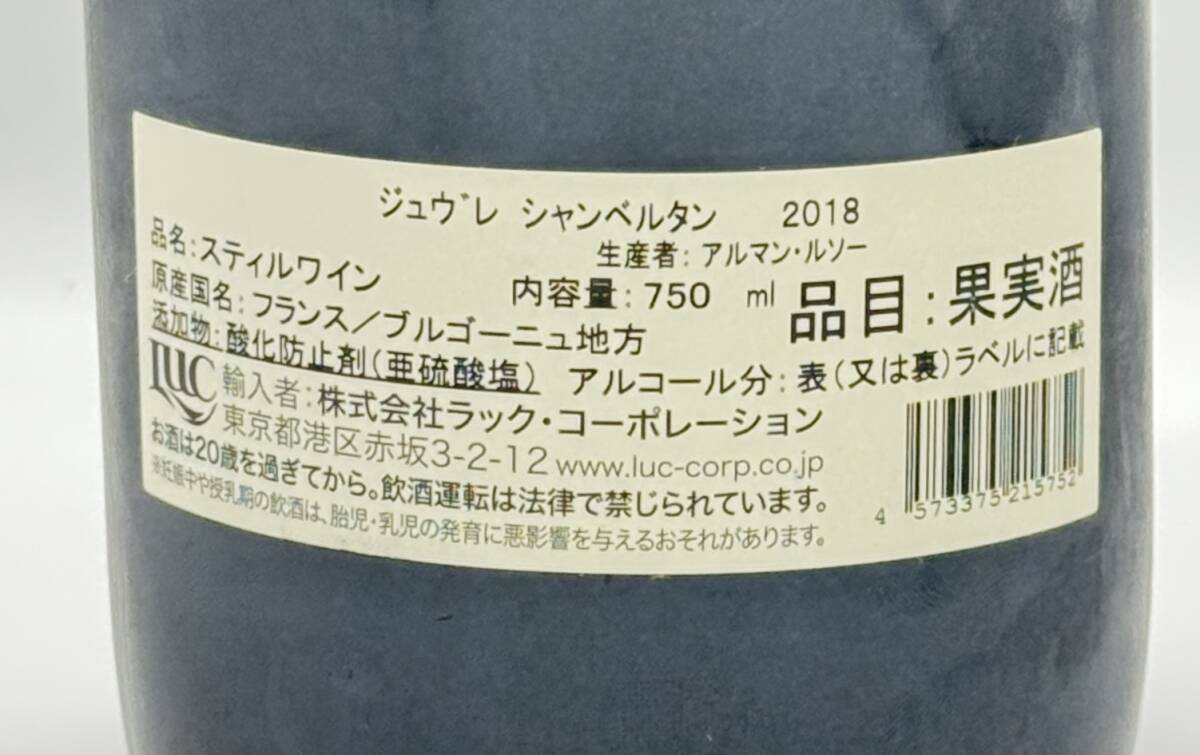 ジュヴレ シャンベルタン 2018
生産者: アルマン・ルソー
品名: スティルワイン
内容量: 750 ml
品目: 果実酒
原産国名: フランス/ブルゴーニュ地方
添加物: 酸化防止剤(亜硫酸塩)
アルコール分: 表(又は裏)ラベルに記載
LUC
輸入者: 株式会社ラック・コーポレーション
東京都港区赤坂3-2-12 www.luc-corp.co.jp
お酒は20歳を過ぎてから。飲酒運転は法律で禁じられています。
※妊娠中や授乳期の飲酒は、胎児・乳児の発育に悪影響を与えるおそれがあります。
4 573375 215752